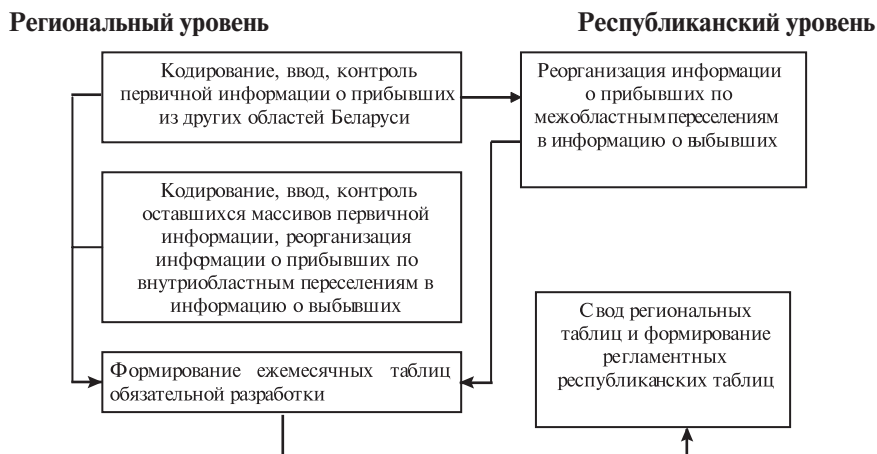 Региональный уровень
Республиканский уровень
Кодирование, ввод, контроль
первичной информации о прибывших
из других областей Беларуси
Реорганизация информации
о прибывших по
межобластным переселениям
в информацию о выбывших
Кодирование, ввод, контроль
оставшихся массивов первичной
информации, реорганизация
информации о прибывших по
внутриобластным переселениям в
информацию о выбывших
Свод региональных
таблиц и формирование
регламентных
республиканских таблиц
Формирование ежемесячных таблиц
обязательной разработки